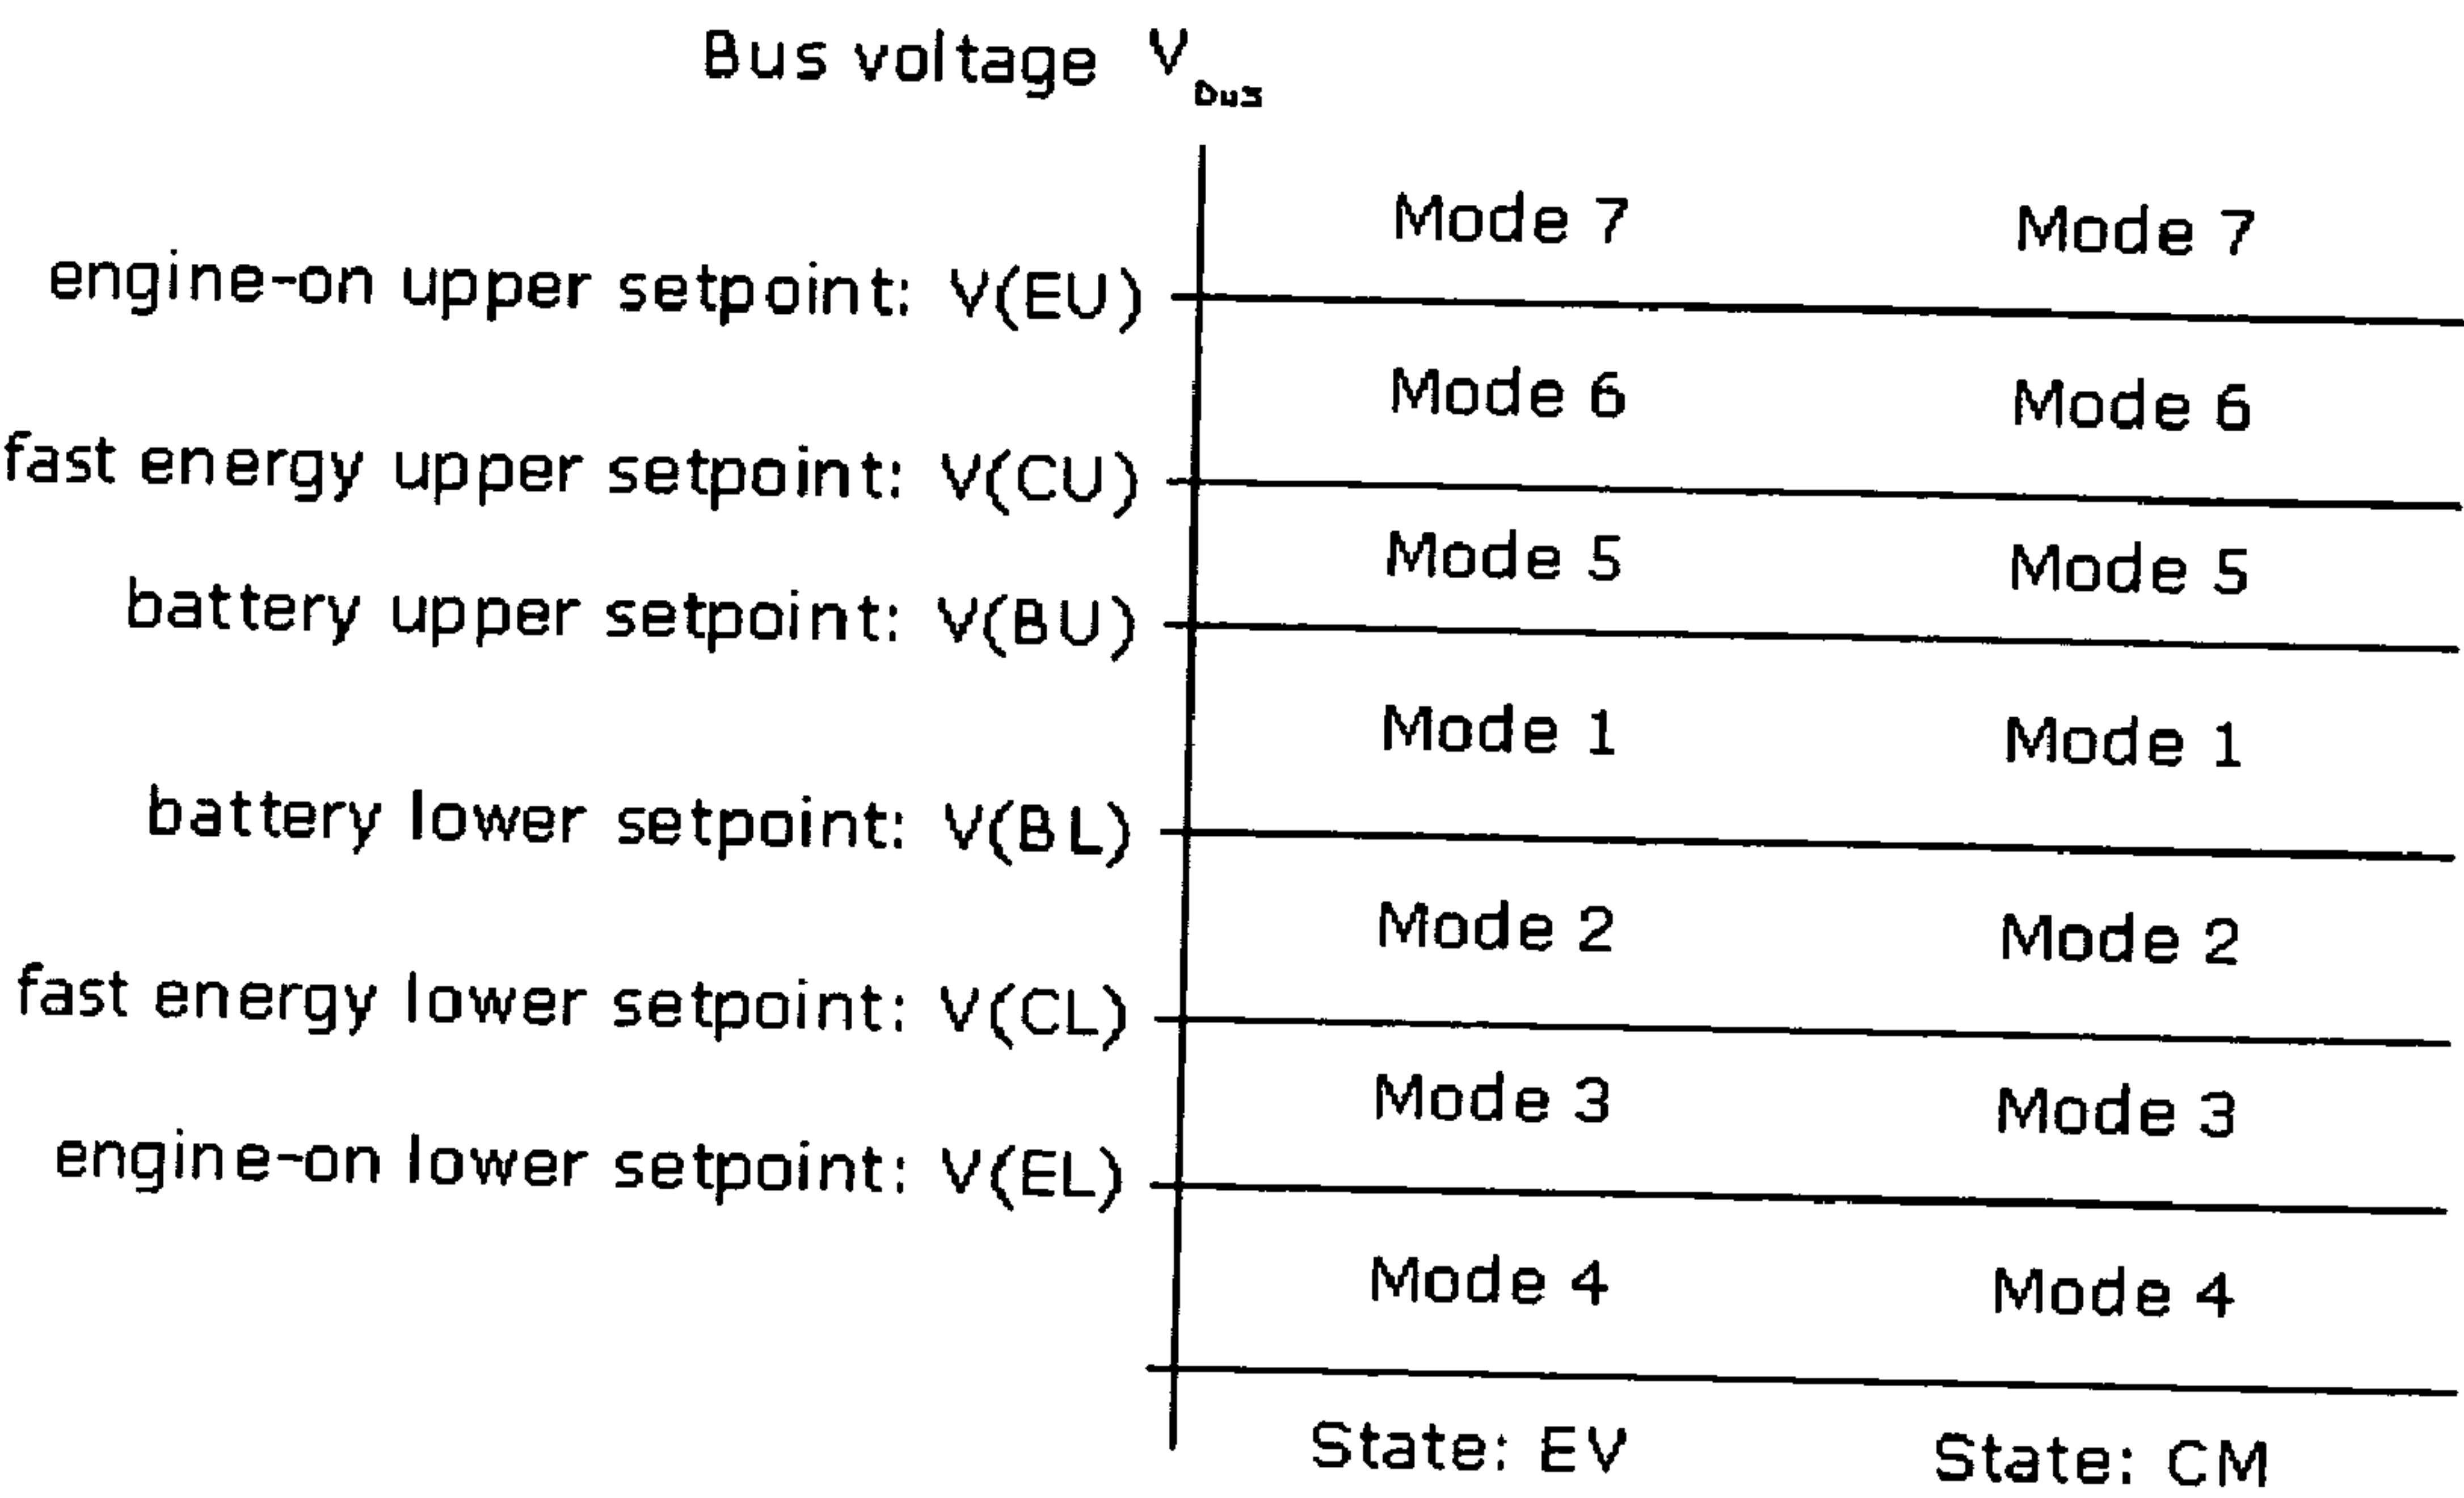 Bus voltage V bus
Mode 7 Mode 7
engine-on upper setpoint: V(EU)
Mode 6 Mode 6
fast energy upper setpoint: V(CU)
Mode 5 Mode 5
battery upper setpoint: V(BU)
Mode 1 Mode 1
battery lower setpoint: V(BL)
Mode 2 Mode 2
fast energy lower setpoint: V(CL)
Mode 3 Mode 3
engine-on lower setpoint: V(EL)
Mode 4 Mode 4
State: EV State: CM